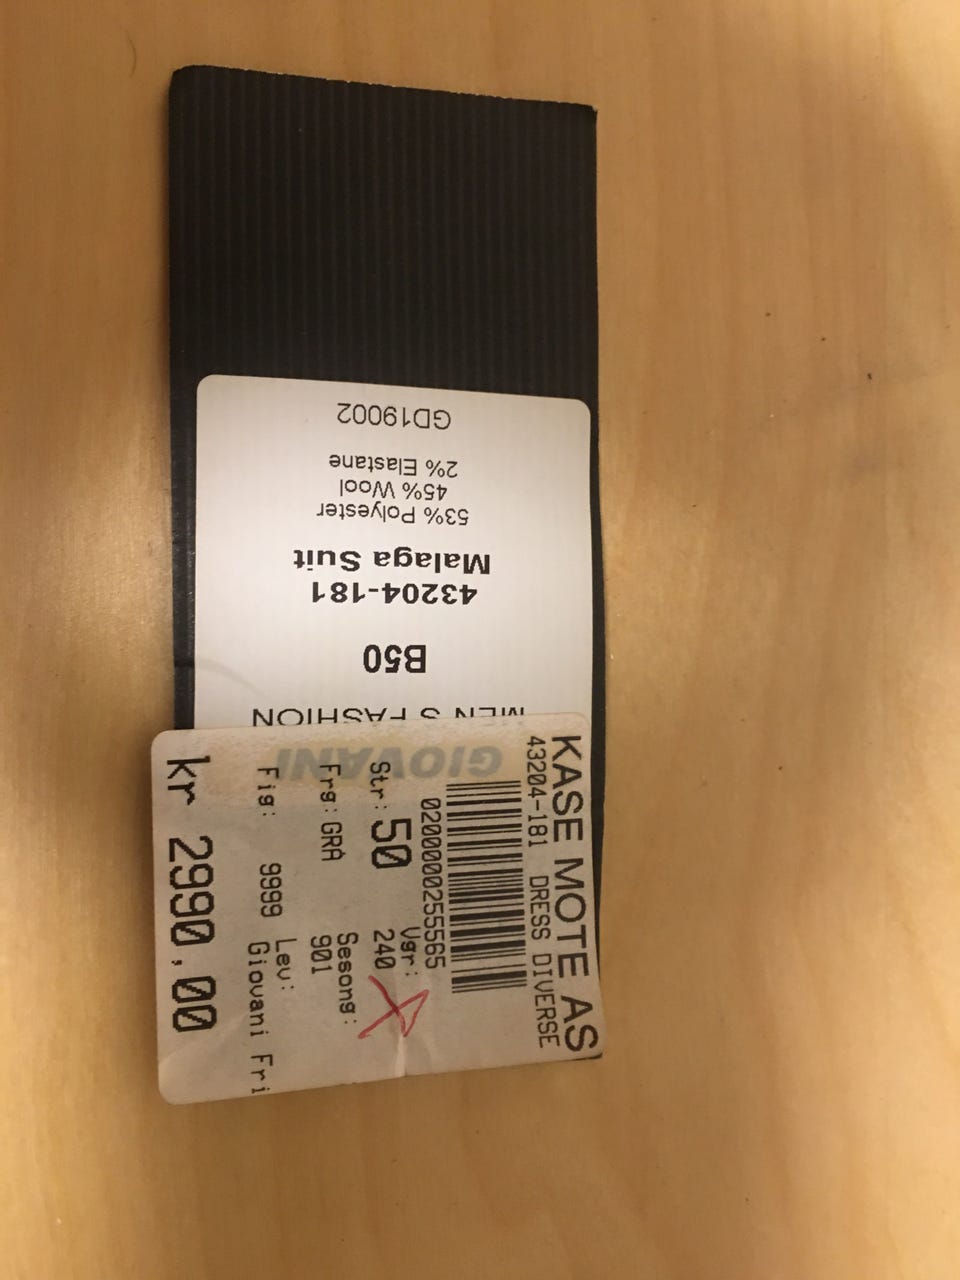 GIOVANI
MEN'S FASHION
B50
43204-181
Malaga Suit
53% Polyester
45% Wool
2% Elastane
GD19002
KASE MOTE AS
43204-181 DRESS DIVERSE
0200000255565
Vgr:
Str: 50 240
Sesong:
Frg: GRÅ 901
Lev:
Fig: 9999 Giovani Fri
kr 2990,00